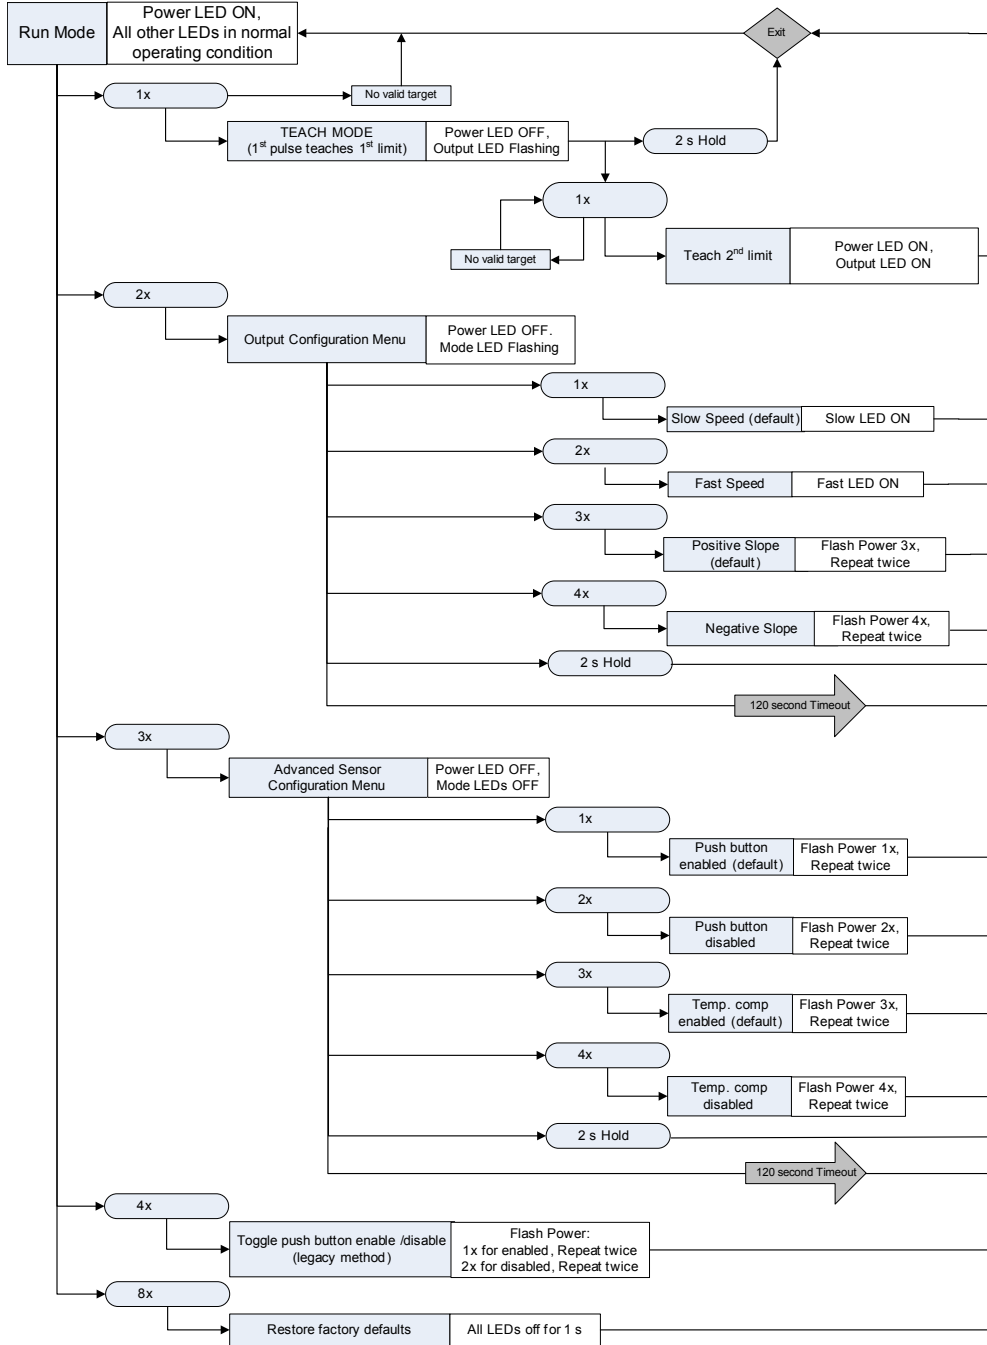 Run Mode
Power LED ON,
All other LEDs in normal
operating condition
Exit
1x
No valid target
TEACH MODE
(1st pulse teaches 1st limit)
Power LED OFF,
Output LED Flashing
2 s Hold
1x
No valid target
Teach 2nd limit
Power LED ON,
Output LED ON
2x
Output Configuration Menu
Power LED OFF.
Mode LED Flashing
1x
Slow Speed (default)
Slow LED ON
2x
Fast Speed
Fast LED ON
3x
Positive Slope
(default)
Flash Power 3x,
Repeat twice
4x
Negative Slope
Flash Power 4x,
Repeat twice
2 s Hold
120 second Timeout
3x
Advanced Sensor
Configuration Menu
Power LED OFF,
Mode LEDs OFF
1x
Push button
enabled (default)
Flash Power 1x,
Repeat twice
2x
Push button
disabled
Flash Power 2x,
Repeat twice
3x
Temp. comp
enabled (default)
Flash Power 3x,
Repeat twice
4x
Temp. comp
disabled
Flash Power 4x,
Repeat twice
2 s Hold
120 second Timeout
4x
Toggle push button enable /disable
(legacy method)
Flash Power:
1x for enabled, Repeat twice
2x for disabled, Repeat twice
8x
Restore factory defaults
All LEDs off for 1 s